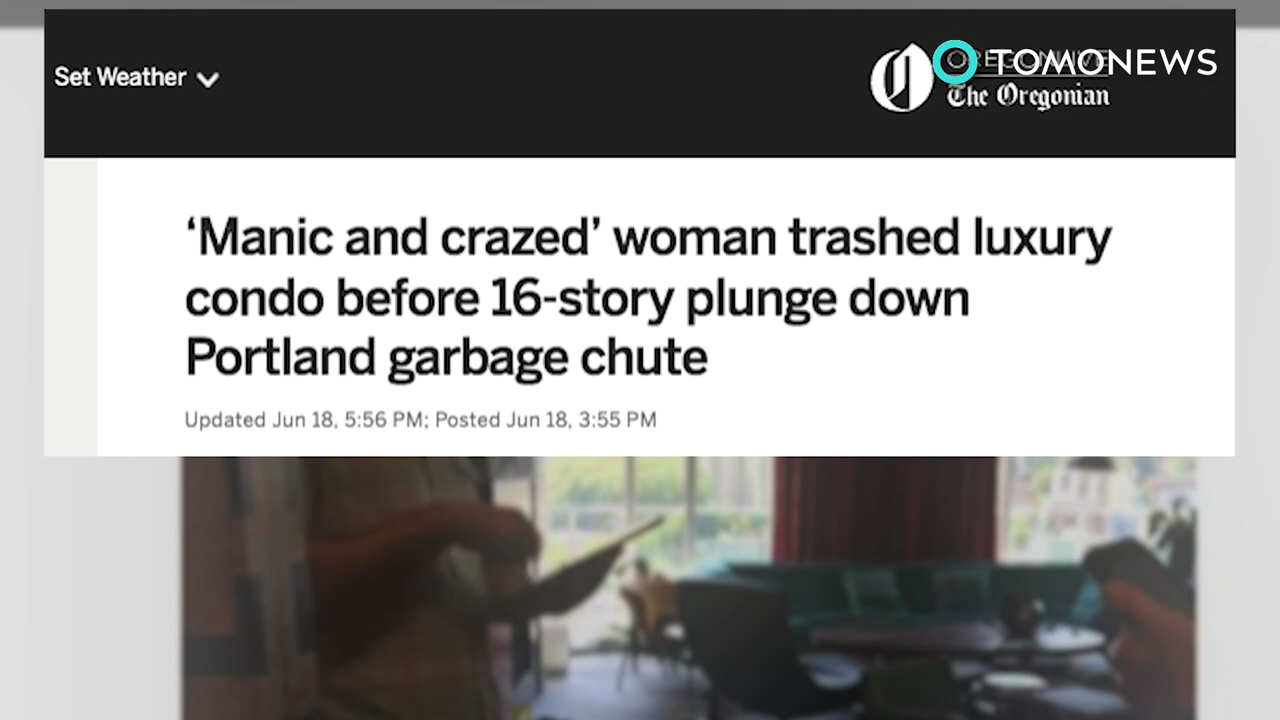 Set Weather
OREGONLIVE
TOMONEWS
The Oregonian
‘Manic and crazed’ woman trashed luxury
condo before 16-story plunge down
Portland garbage chute
Updated Jun 18, 5:56 PM; Posted Jun 18, 3:55 PM